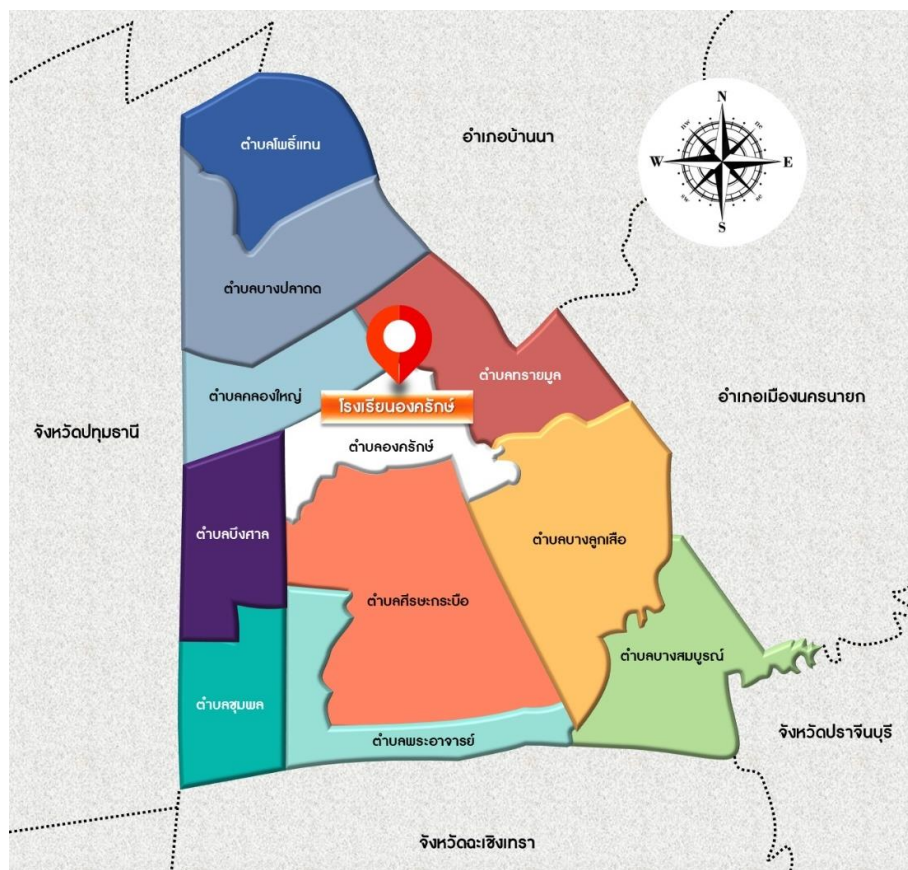 N
nw
ne
W
E
sw
se
S
อำเภอบ้านนา
ตำบลโพธิ์แทน
ตำบลบางปลากด
ตำบลทรายมูล
ตำบลคลองใหญ่
โรงเรียนองครักษ์
อำเภอเมืองนครนายก
จังหวัดปทุมธานี
ตำบลองครักษ์
ตำบลบึงศาล
ตำบลบางลูกเสือ
ตำบลศีรษะกระบือ
ตำบลบางสมบูรณ์
ตำบลชุมพล
จังหวัดปราจีนบุรี
ตำบลพระอาจารย์
จังหวัดฉะเชิงเทรา